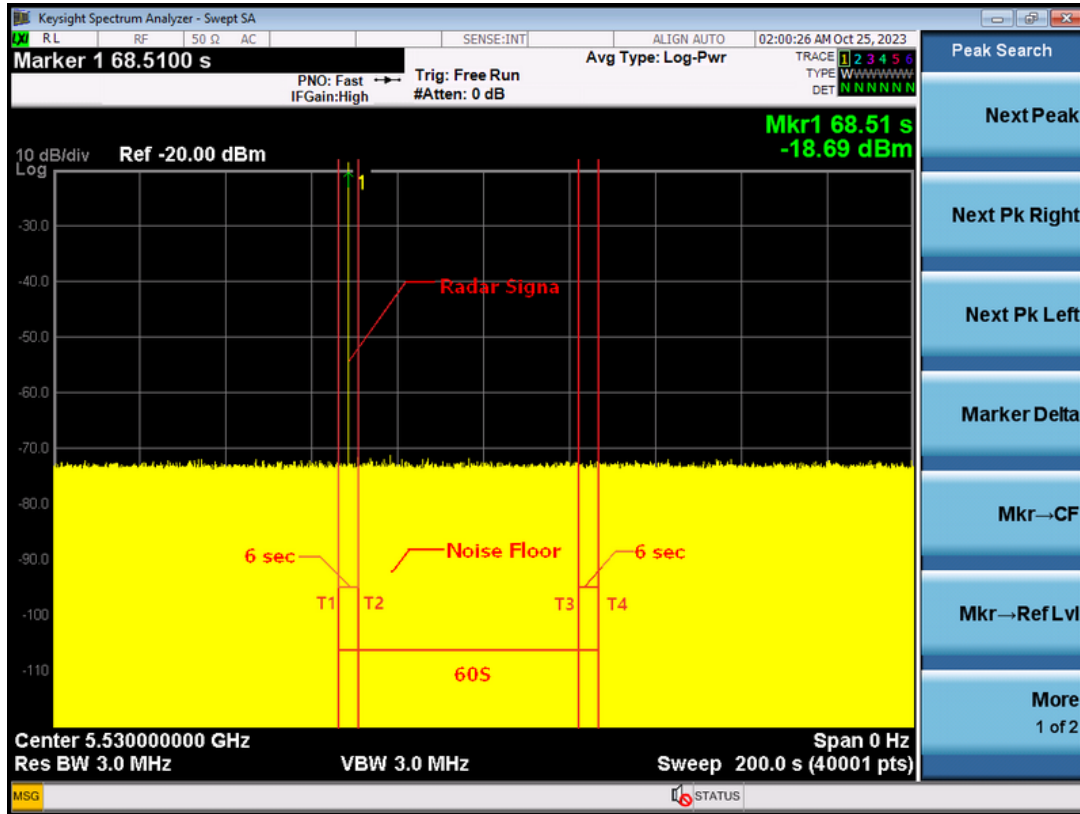 Keysight Spectrum Analyzer - Swept SA
LXI RL RF 50 Ω AC SENSE:INT ALIGN AUTO 02:00:26 AM Oct 25, 2023
Marker 1 68.5100 s
PNO: Fast
IFGain:High
Trig: Free Run
#Atten: 0 dB
Avg Type: Log-Pwr
TRACE 1 2 3 4 5 6
TYPE WWWWWW
DET N N N N N N
Mkr1 68.51 s
-18.69 dBm
10 dB/div Ref -20.00 dBm
Log
1
-30.0
-40.0
Radar Signa
-50.0
-60.0
-70.0
-80.0
-90.0
6 sec
Noise Floor
6 sec
-100
T1 T2 T3 T4
-110
60S
Center 5.530000000 GHz Span 0 Hz
Res BW 3.0 MHz VBW 3.0 MHz Sweep 200.0 s (40001 pts)
MSG STATUS
Peak Search
Next Peak
Next Pk Right
Next Pk Left
Marker Delta
Mkr→CF
Mkr→Ref Lvl
More
1 of 2